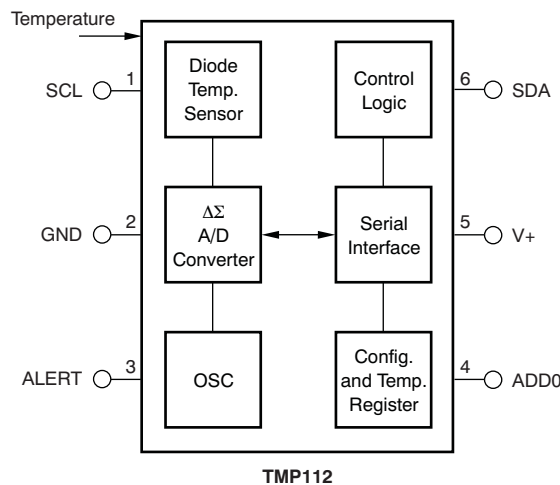 Temperature
SCL
1
Diode
Temp.
Sensor
Control
Logic
6
SDA
GND
2
ΔΣ
A/D
Converter
Serial
Interface
5
V+
ALERT
3
OSC
Config.
and Temp.
Register
4
ADD0
TMP112